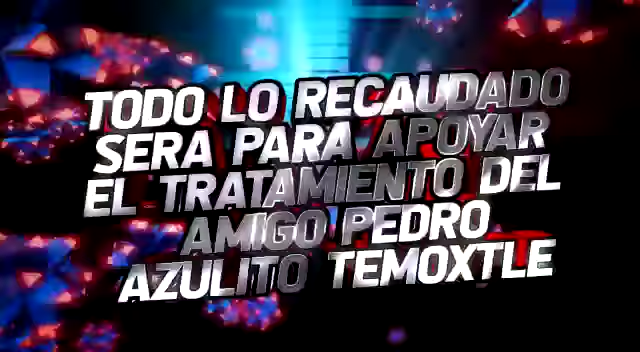 TODO LO RECAUDADO
SERA PARA APOYAR
EL TRATAMIENTO DEL
AMIGO PEDRO
AZULITO TEMOXTLE